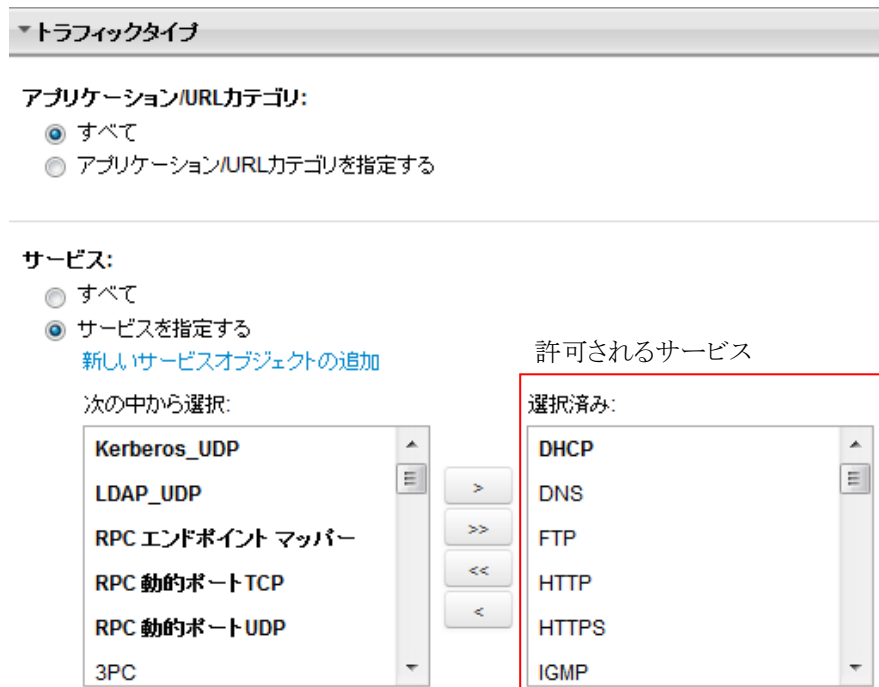 トラフィックタイプ
アプリケーション/URLカテゴリ:
すべて
アプリケーション/URLカテゴリを指定する
サービス:
すべて
サービスを指定する
新しいサービスオブジェクトの追加
許可されるサービス
次の中から選択:
Kerberos_UDP
LDAP_UDP
RPC エンドポイント マッパー
RPC 動的ポートTCP
RPC 動的ポートUDP
3PC
>
>>
<<
<
選択済み:
DHCP
DNS
FTP
HTTP
HTTPS
IGMP